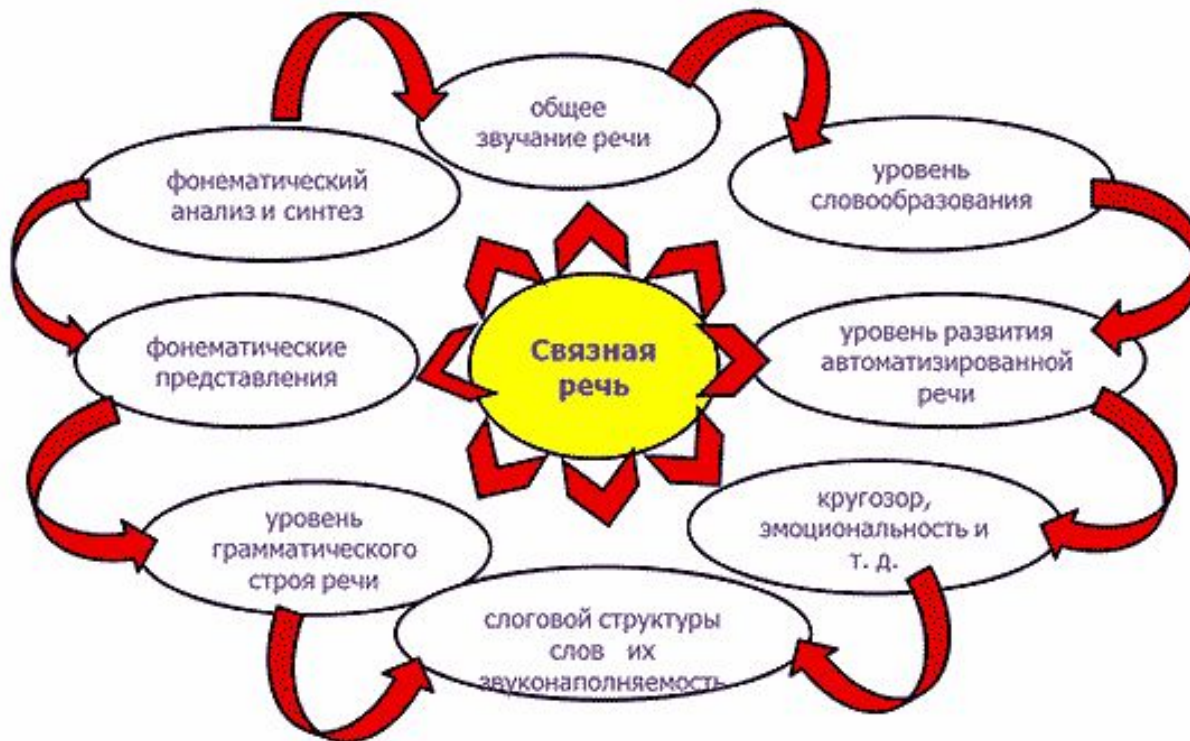 общее
звучание речи
фонематический
анализ и синтез
уровень
словообразования
фонематические
представления
Связная
речь
уровень развития
автоматизированной
речи
уровень
грамматического
строя речи
кругозор,
эмоциональность и
т. д.
слоговой структуры
слов их
звуконаполняемость